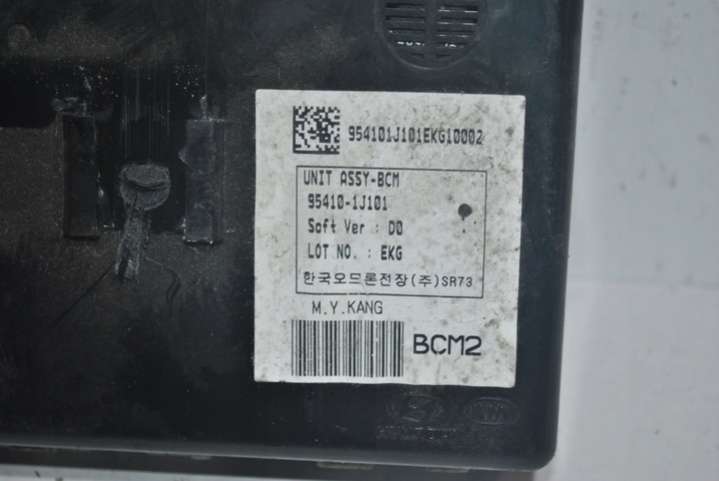 954101J101EKG10002
UNIT ASSY-BCM
95410-1J101
Soft Ver : D0
LOT NO. : EKG
한국오므론전장(주)SR73
M.Y.KANG
BCM2
KIA